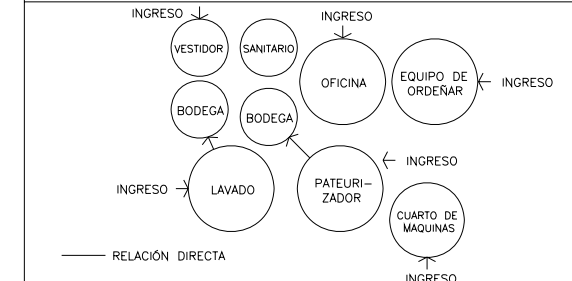 INGRESO
INGRESO
VESTIDOR
SANITARIO
OFICINA
EQUIPO DE
ORDEÑAR
INGRESO
BODEGA
BODEGA
INGRESO
LAVADO
PATEURI-
ZADOR
INGRESO
CUARTO DE
MAQUINAS
RELACIÓN DIRECTA
INGRESO